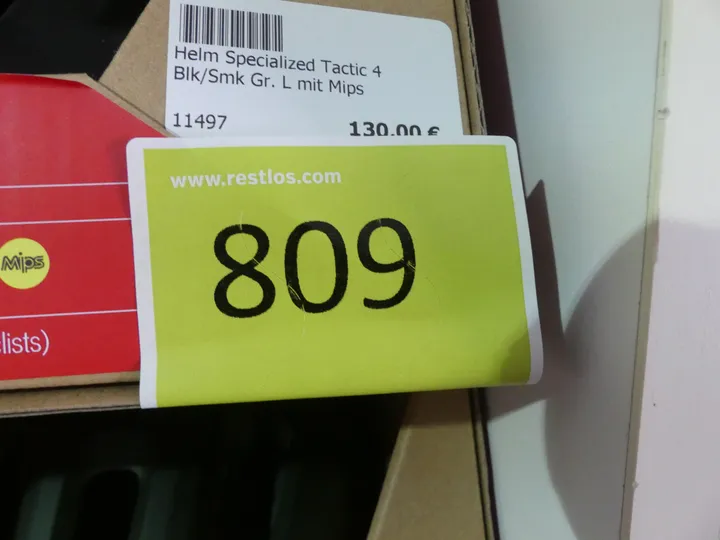 Helm Specialized Tactic 4
Blk/Smk Gr. L mit Mips
11497 130.00 €
www.restlos.com
809
Mips
lists)